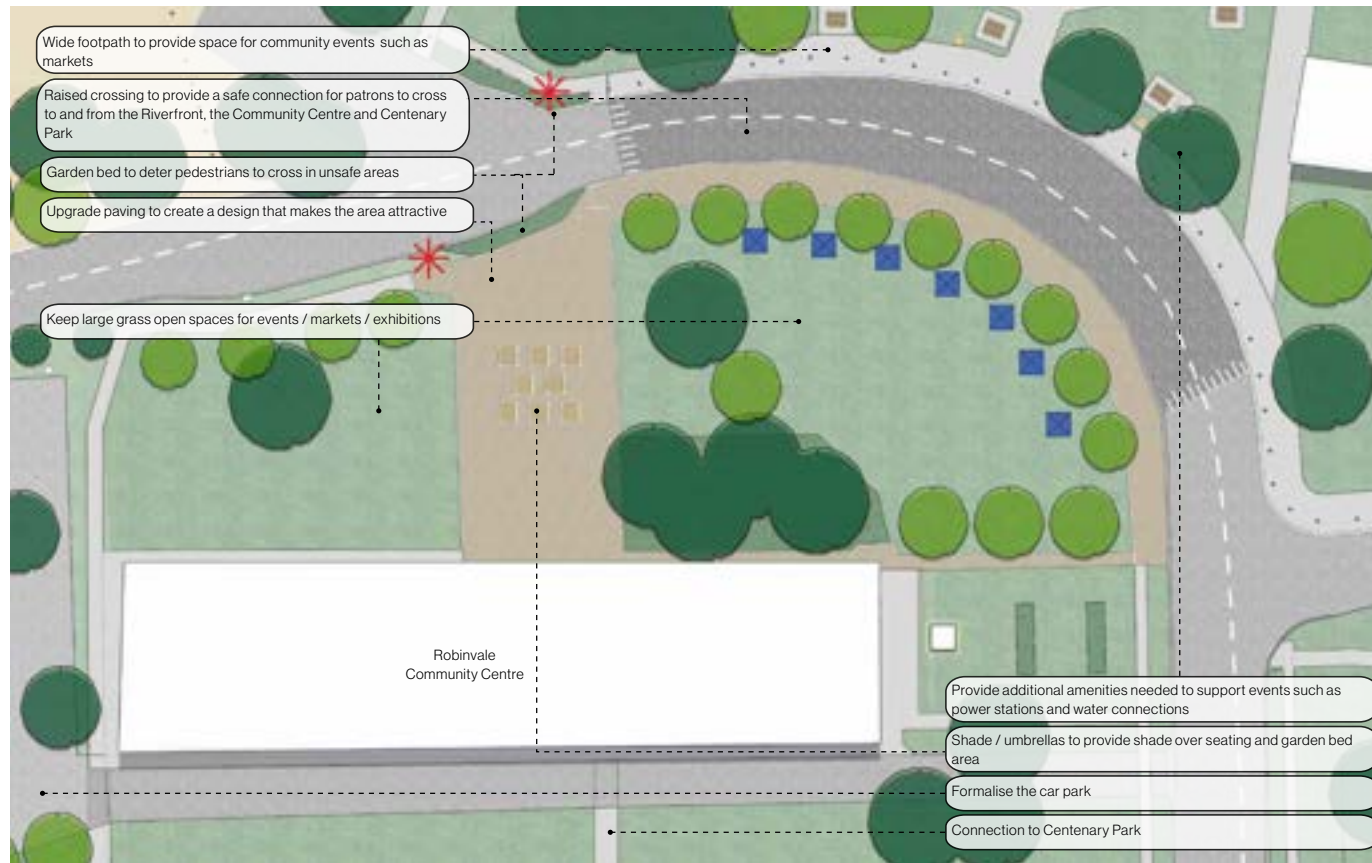 Wide footpath to provide space for community events such as
markets
Raised crossing to provide a safe connection for patrons to cross
to and from the Riverfront, the Community Centre and Centenary
Park
Garden bed to deter pedestrians to cross in unsafe areas
Upgrade paving to create a design that makes the area attractive
Keep large grass open spaces for events / markets / exhibitions
Robinvale
Community Centre
Provide additional amenities needed to support events such as
power stations and water connections
Shade / umbrellas to provide shade over seating and garden bed
area
Formalise the car park
Connection to Centenary Park